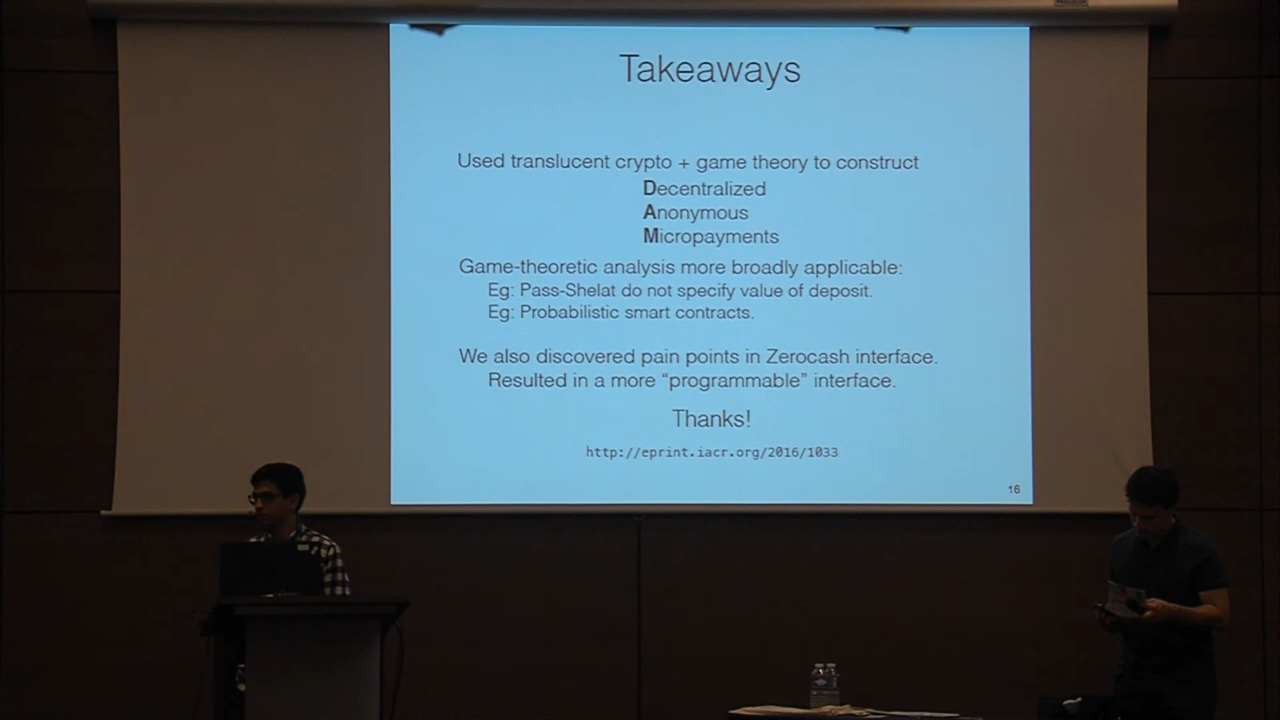 Takeaways
Used translucent crypto + game theory to construct
Decentralized
Anonymous
Micropayments
Game-theoretic analysis more broadly applicable:
Eg: Pass-Shelat do not specify value of deposit.
Eg: Probabilistic smart contracts.
We also discovered pain points in Zerocash interface.
Resulted in a more “programmable” interface.
Thanks!
http://eprint.iacr.org/2016/1033
16